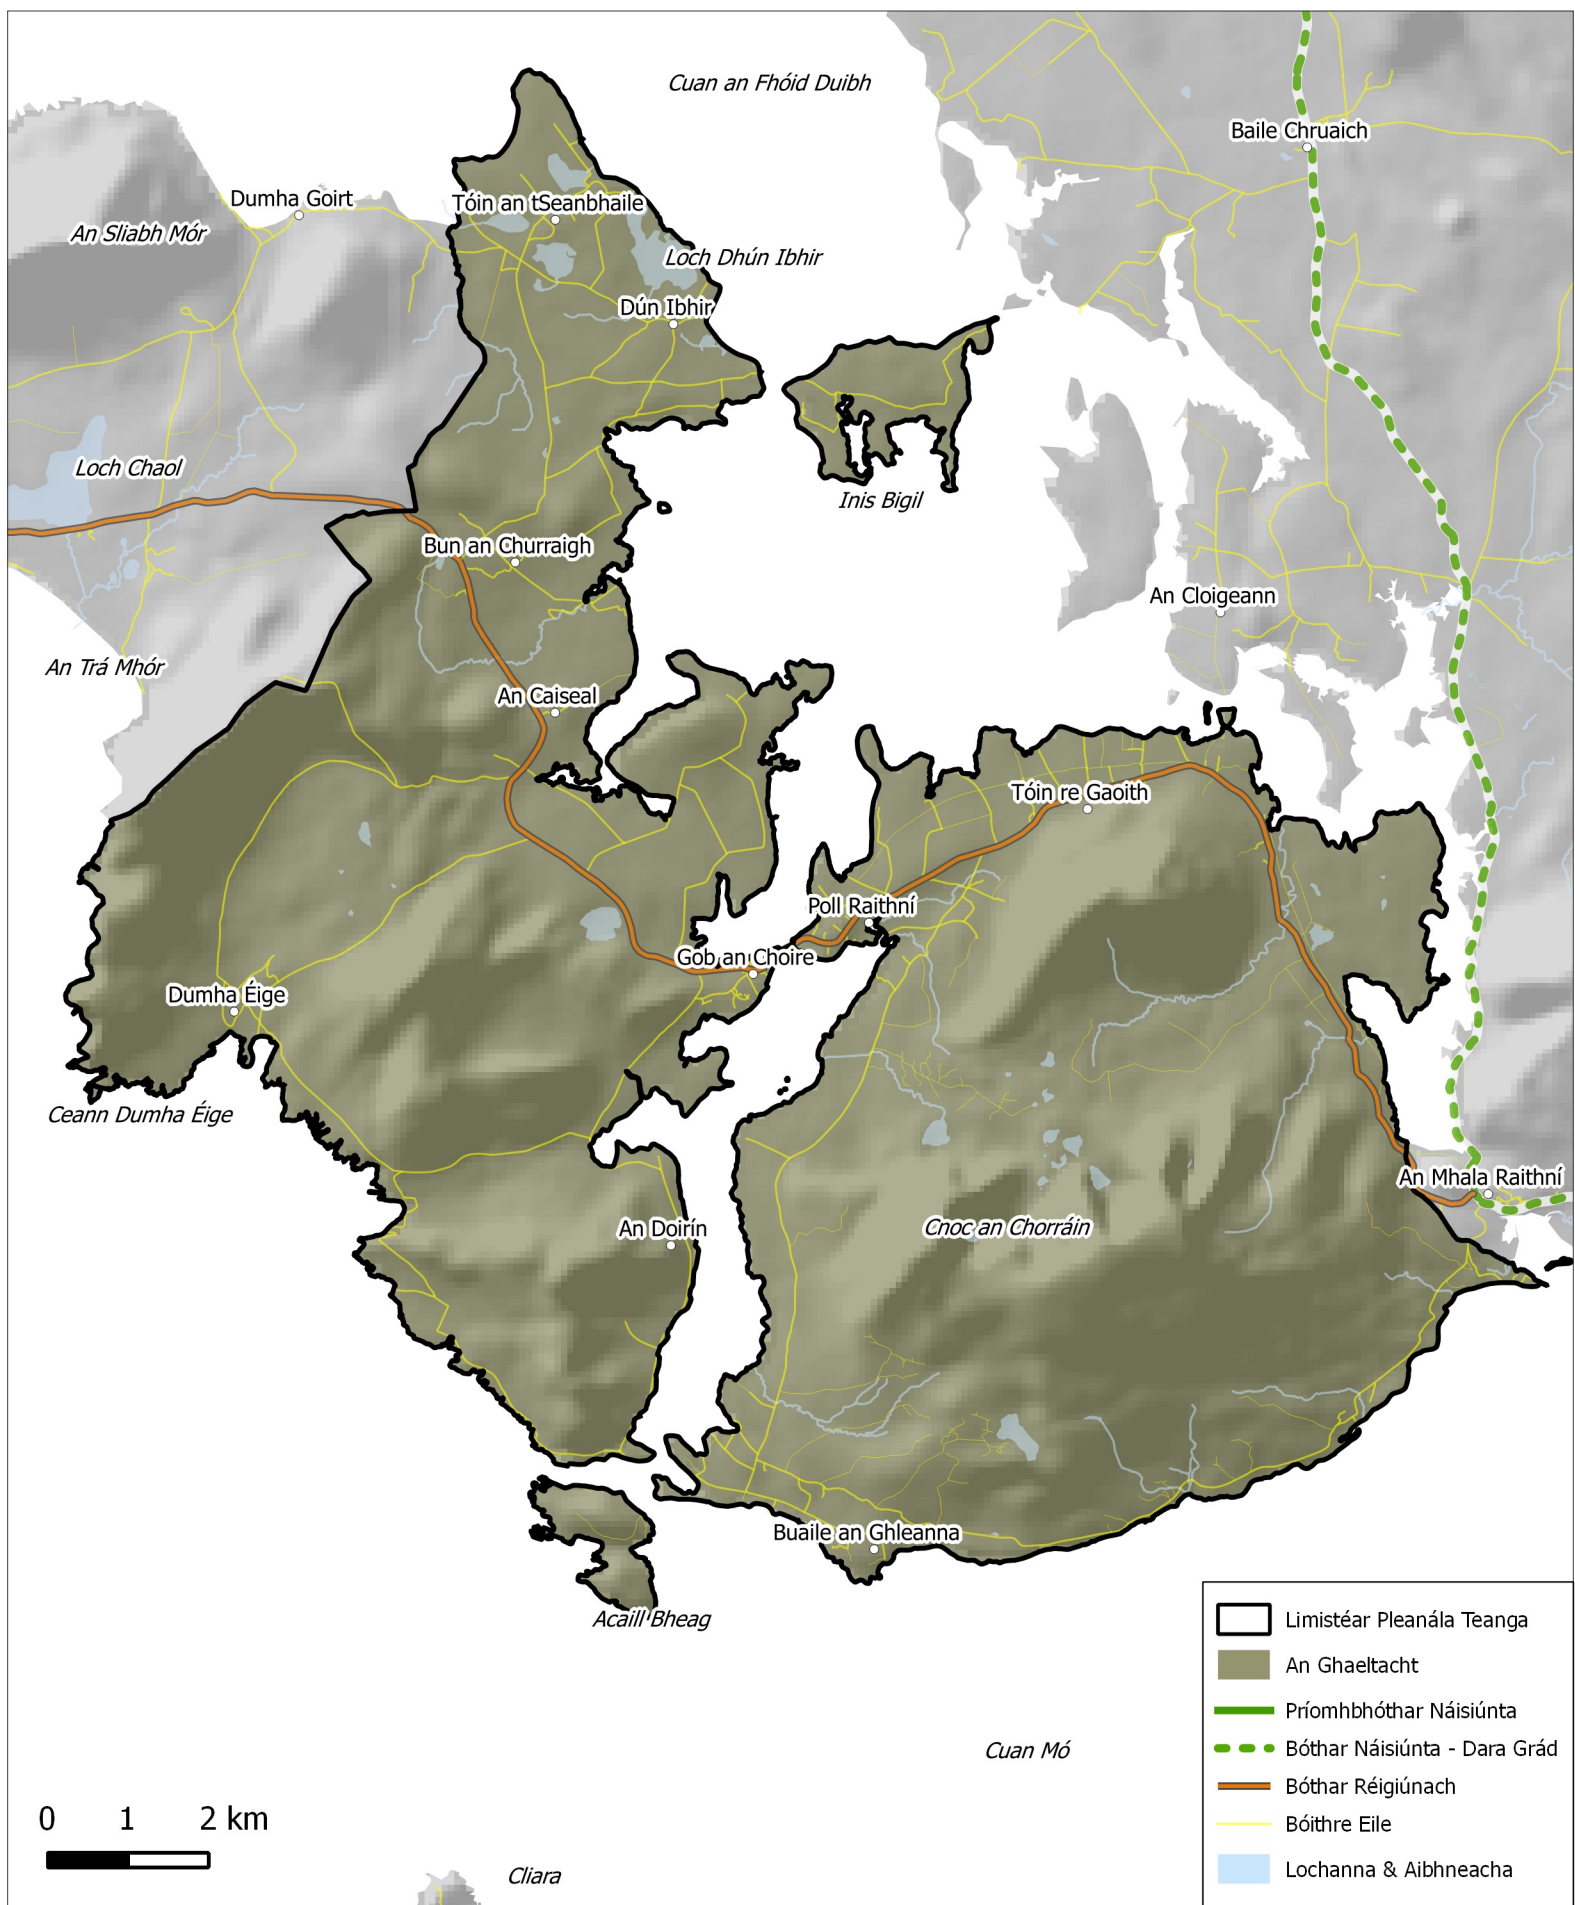 Cuan an Fhóid Duibh
Baile Chruaich
Dumha Goirt
Tóin an tSeanbhaile
An Sliabh Mór
Loch Dhún Ibhir
Dún Ibhir
Loch Chaol
Inis Bigil
Bun an Churraigh
An Cloigeann
An Trá Mhór
An Caiseal
Tóin re Gaoith
Poll Raithní
Gob an Choire
Dumha Éige
Ceann Dumha Éige
An Mhala Raithní
An Doirín
Cnoc an Chorráin
Buaile an Ghleanna
Acaill Bheag
Cuan Mó
Cliara
0 1 2 km
Limistéar Pleanála Teanga
An Ghaeltacht
Príomhbhóthar Náisiúnta
Bóthar Náisiúnta - Dara Grád
Bóthar Réigiúnach
Bóithre Eile
Lochanna & Aibhneacha